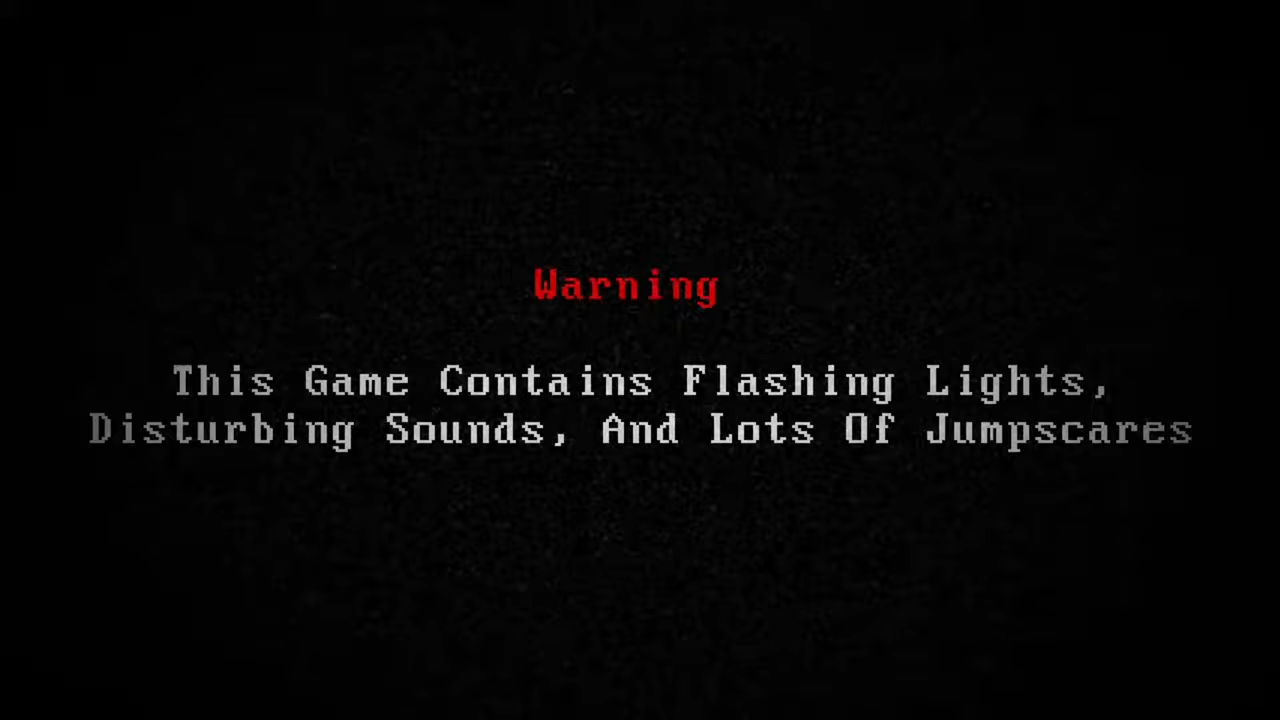 Warning
This Game Contains Flashing Lights,
Disturbing Sounds, And Lots Of Jumpscares